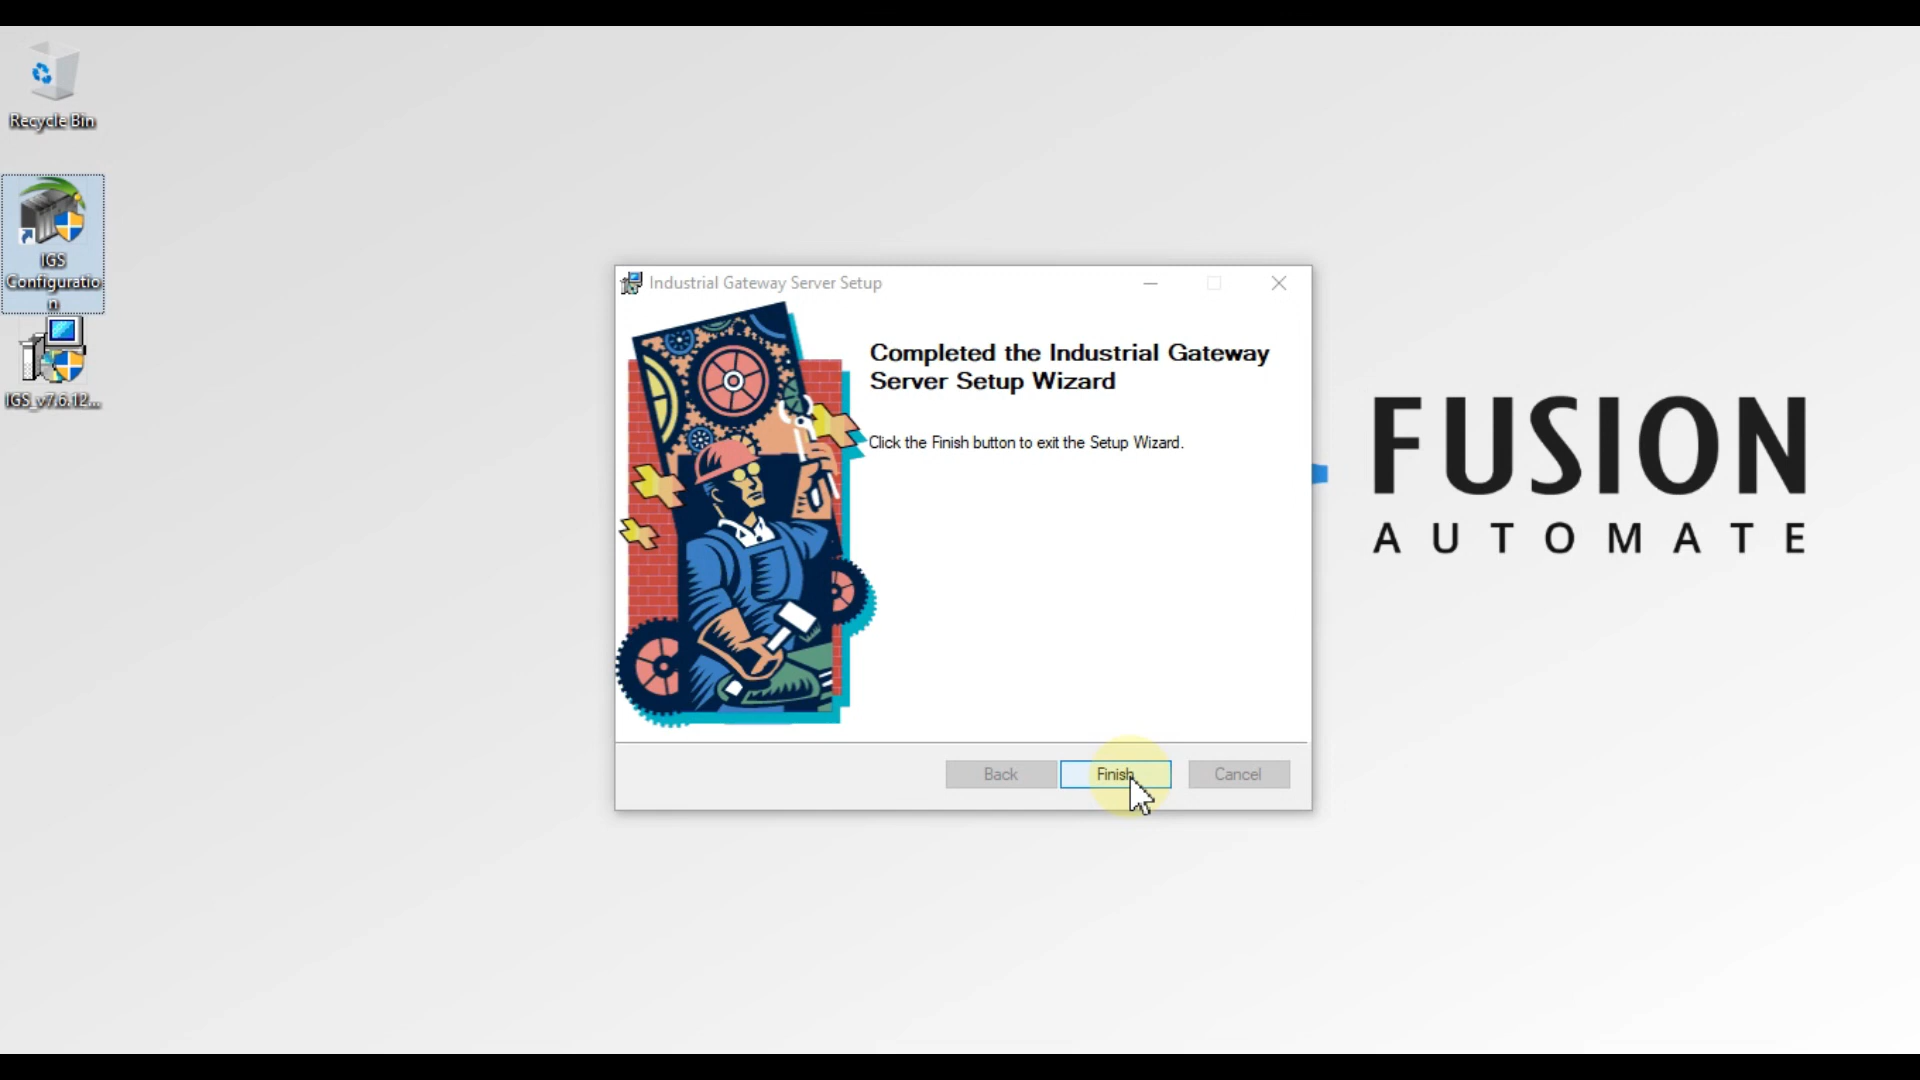 Recycle Bin
IGS
Configuratio
n
IGS_v7.6.12...
Industrial Gateway Server Setup
Completed the Industrial Gateway
Server Setup Wizard
Click the Finish button to exit the Setup Wizard.
Back
Finish
Cancel
FUSION
AUTOMATE